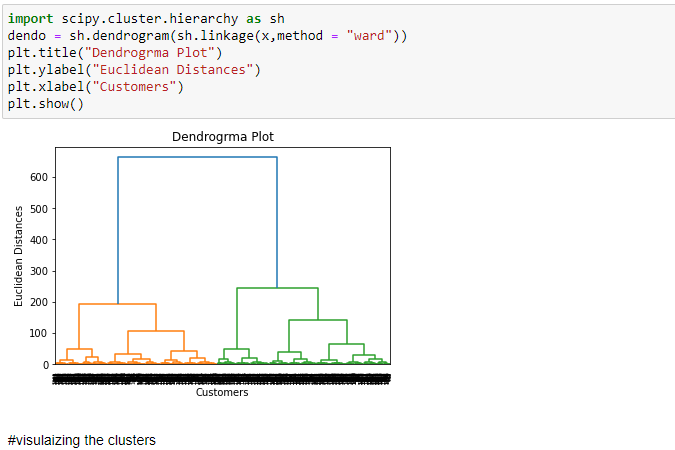 import scipy.cluster.hierarchy as sh
dendo = sh.dendrogram(sh.linkage(x,method = "ward"))
plt.title("Dendrogrma Plot")
plt.ylabel("Euclidean Distances")
plt.xlabel("Customers")
plt.show()
Dendrogrma Plot
Euclidean Distances
600
500
400
300
200
100
0
Customers
#visulaizing the clusters